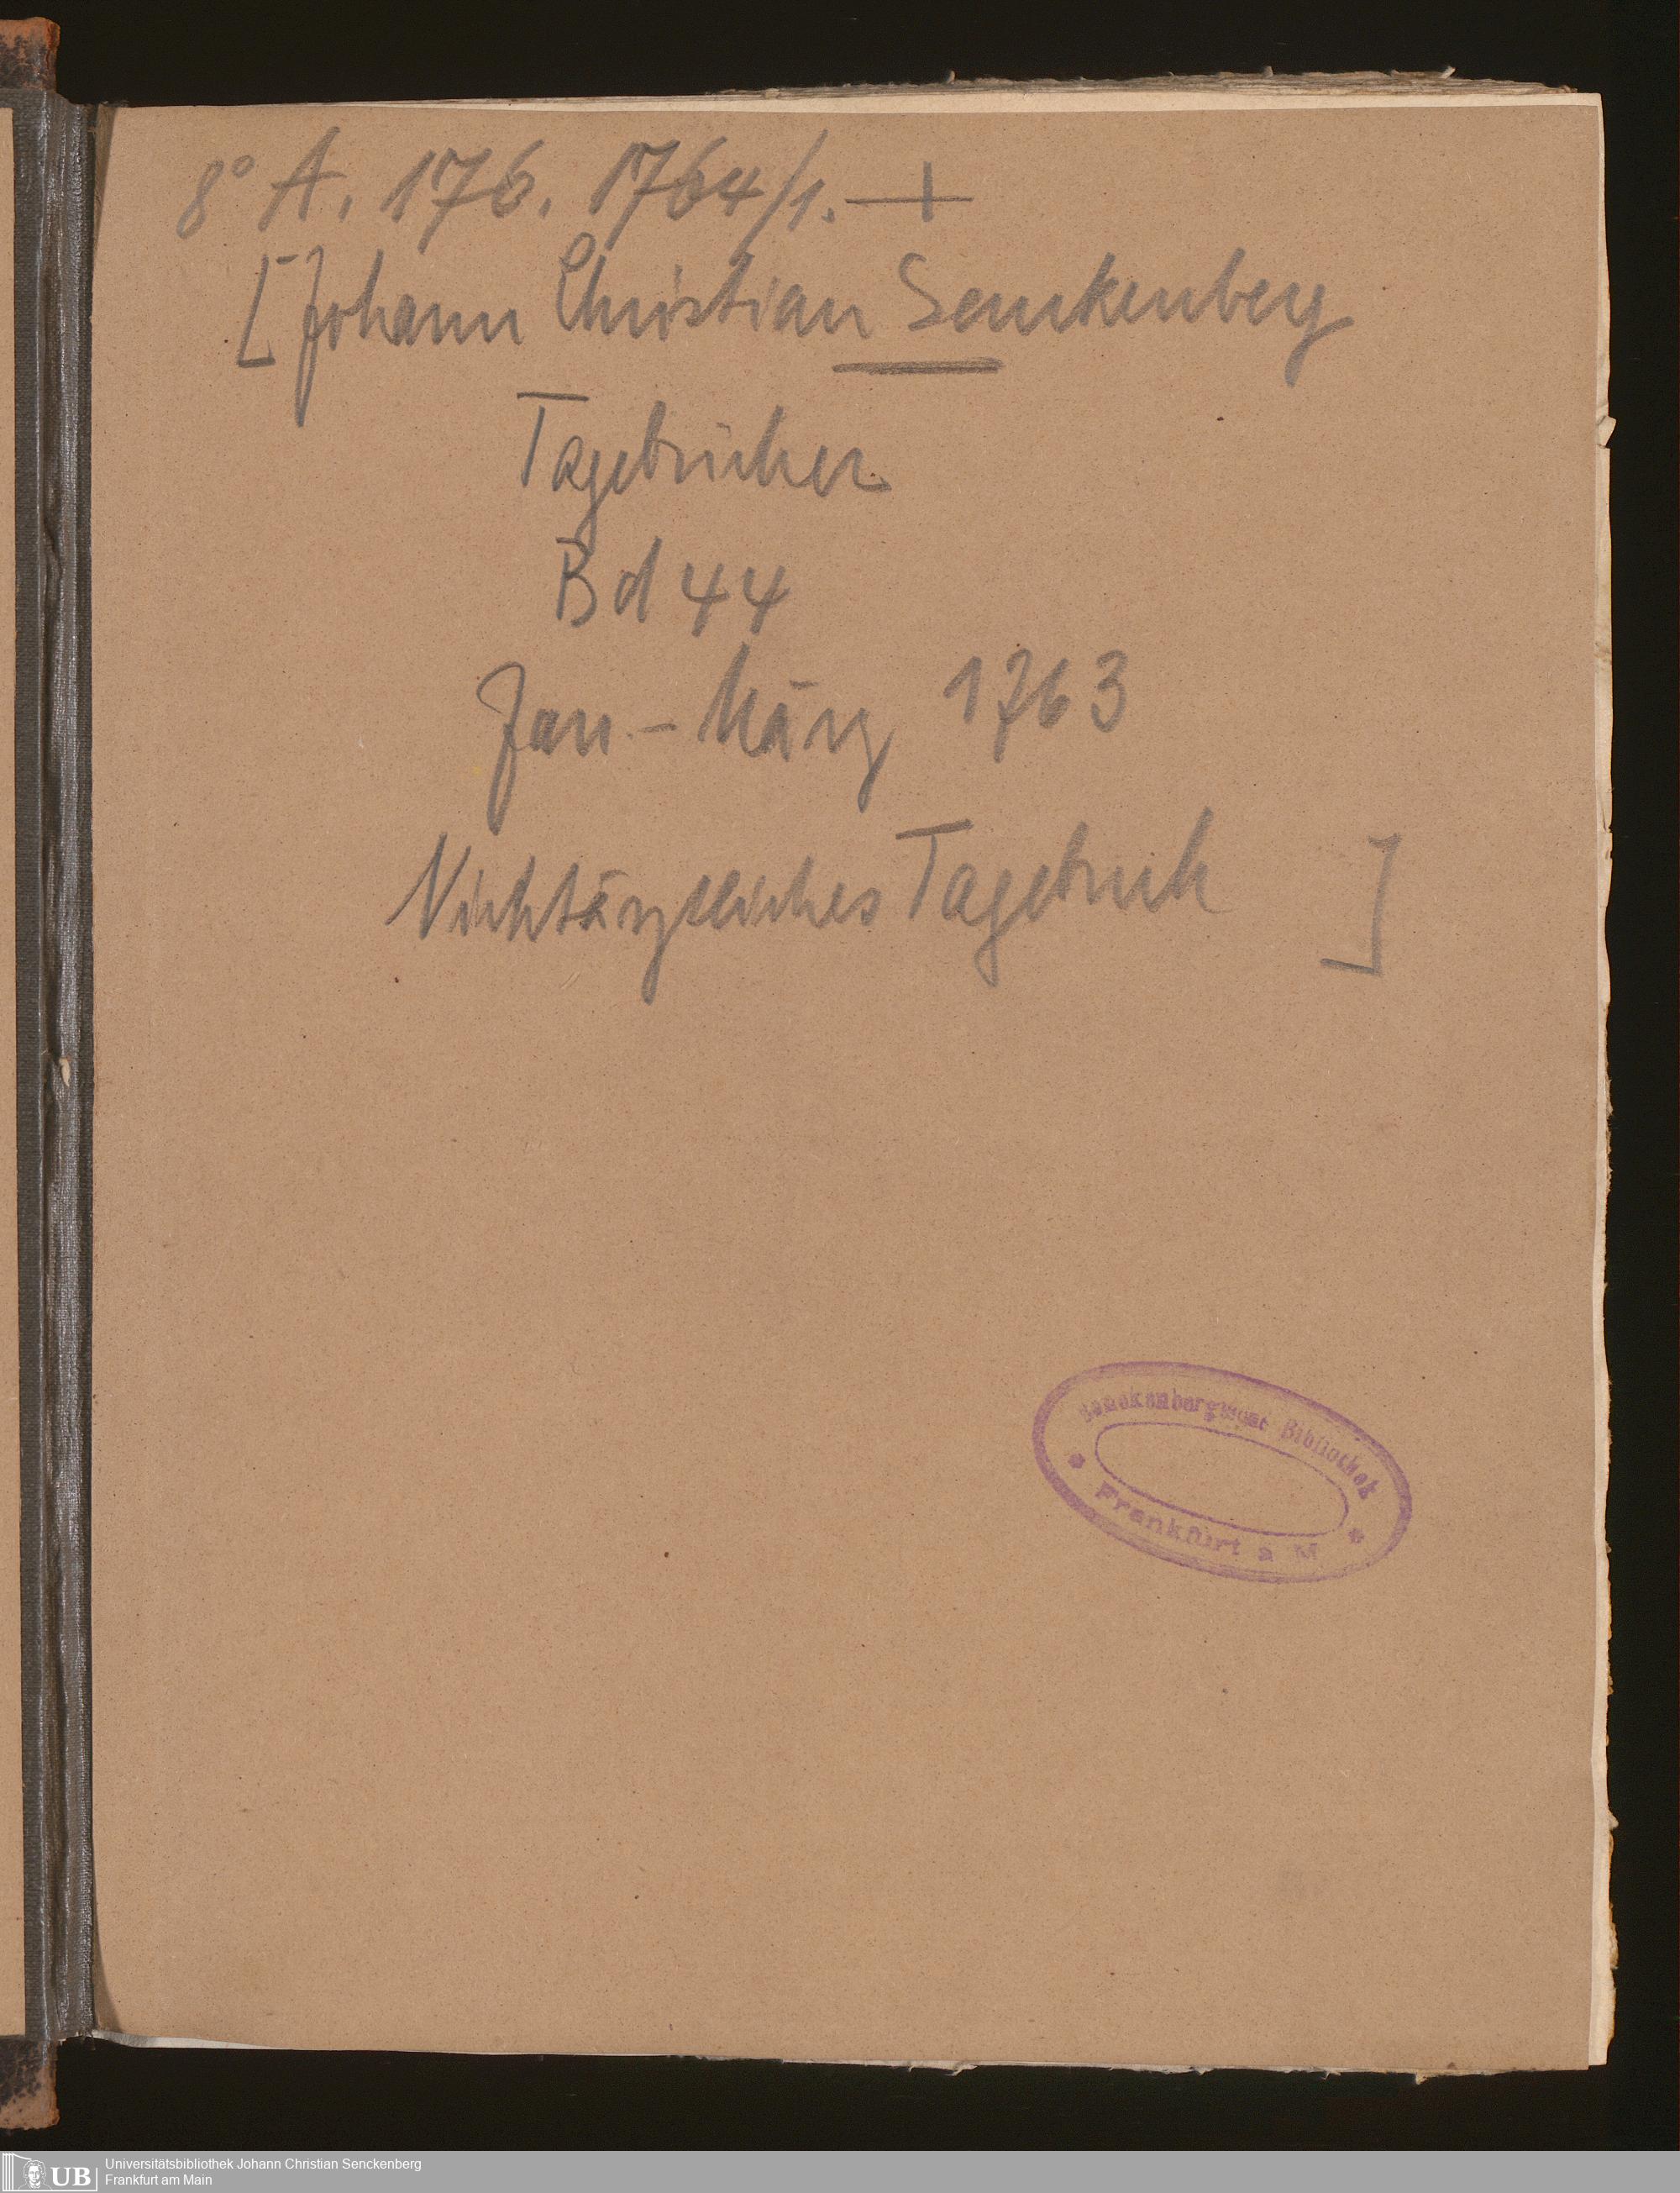 8° A. 176. 1764/1. +
[Johann Christian Senckenberg
Tagebücher
Bd 44
Jan. - März 1763
Nichtärztliches Tagebuch ]
Senckenbergische Bibliothek
* Frankfurt a M *
UB
Universitätsbibliothek Johann Christian Senckenberg
Frankfurt am Main